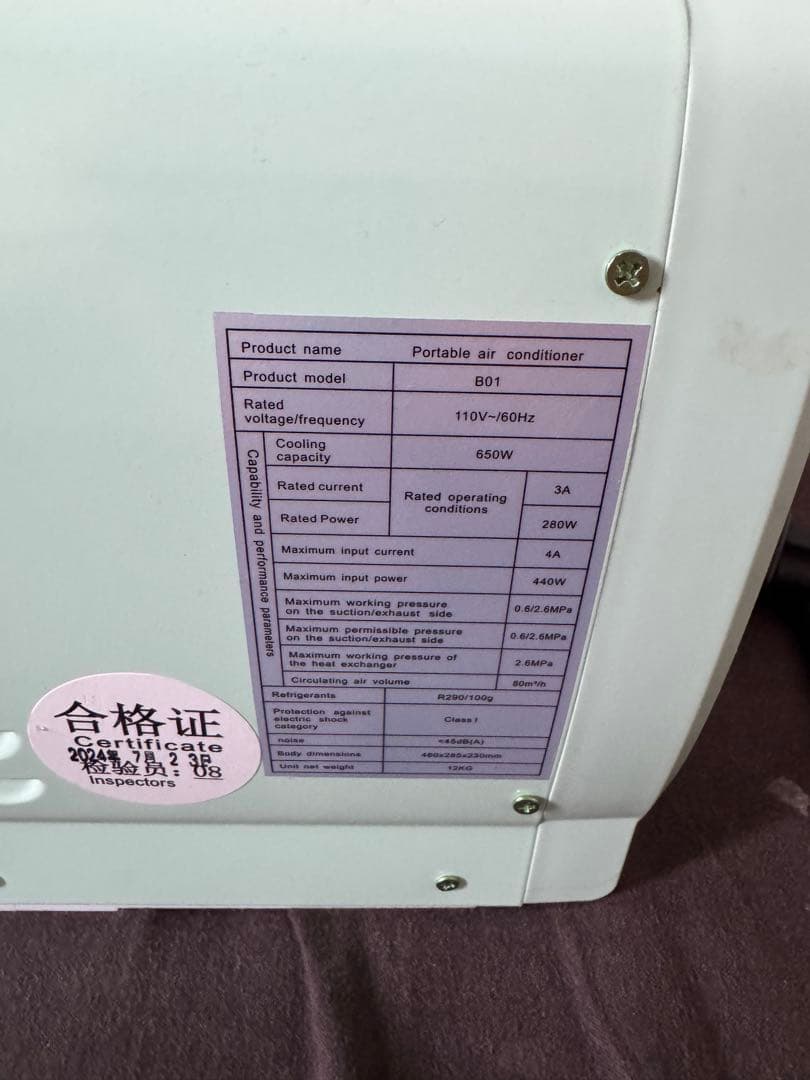 Product name Portable air conditioner
Product model B01
Rated
voltage/frequency 110V~/60Hz
Capability and performance parameters
Cooling
capacity 650W
Rated current Rated operating
conditions 3A
Rated Power 280W
Maximum input current 4A
Maximum input power 440W
Maximum working pressure
on the suction/exhaust side 0.6/2.6MPa
Maximum permissible pressure
on the suction/exhaust side 0.6/2.6MPa
Maximum working pressure of
the heat exchanger 2.6MPa
Circulating air volume 80m³/h
Refrigerants R290/100g
Protection against
electric shock
category Class I
noise <45dB(A)
Body dimensions 460x285x230mm
Unit net weight 12KG
合格证
Certificate
2024年 7月 2 3日
检验员: 08
Inspectors